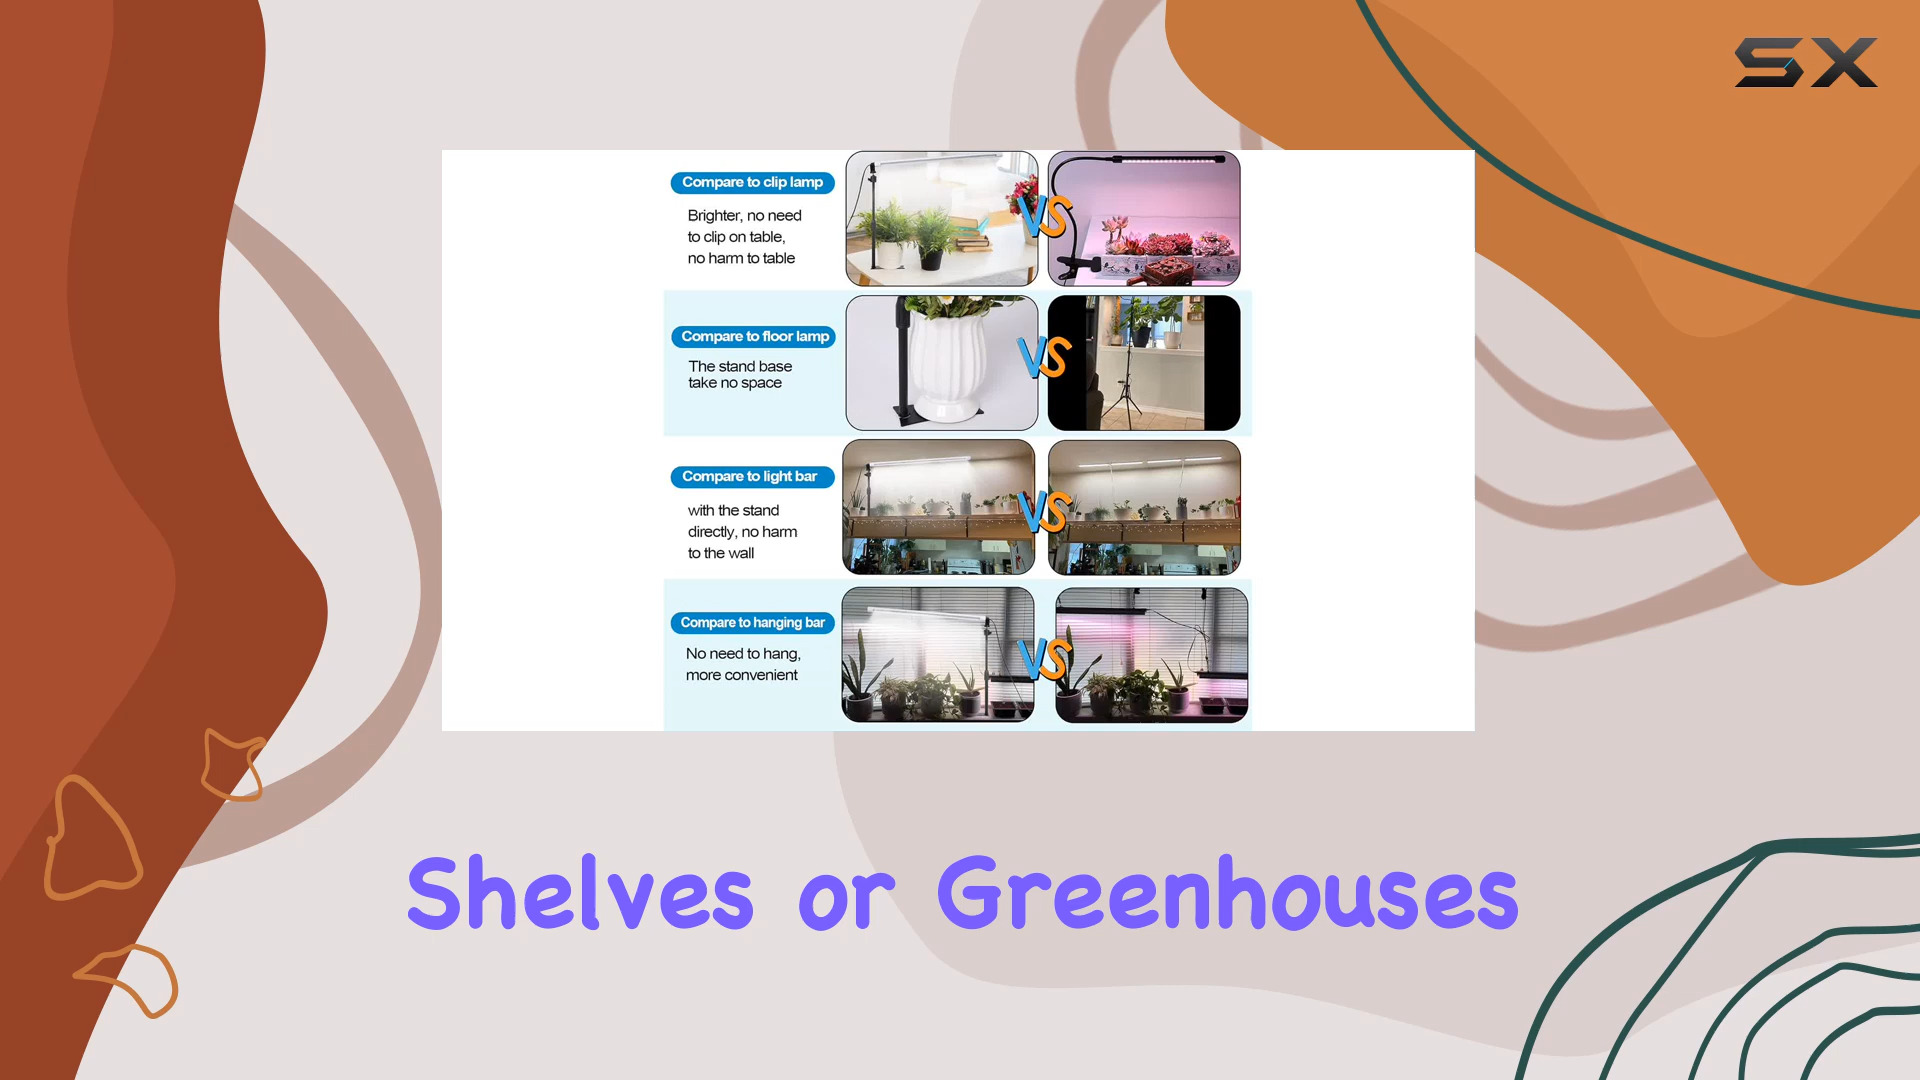 SX
Compare to clip lamp
Brighter, no need
to clip on table,
no harm to table
VS
Compare to floor lamp
The stand base
take no space
VS
Compare to light bar
with the stand
directly, no harm
to the wall
VS
Compare to hanging bar
No need to hang,
more convenient
VS
Shelves or Greenhouses